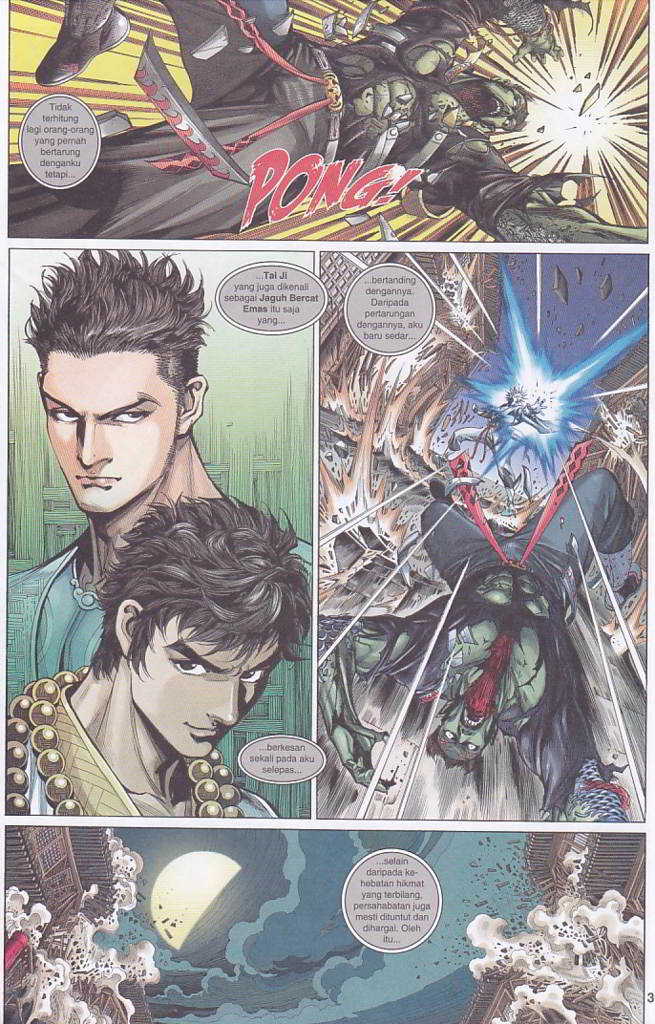 Tidak
terhitung
lagi orang-orang
yang pernah
bertarung
denganku
tetapi...
PONG!
...Tai Ji
yang juga dikenali
sebagai Jaguh Bercat
Emas itu saja
yang...
...bertanding
dengannya.
Daripada
pertarungan
dengannya, aku
baru sedar...
...berkesan
sekali pada aku
selepas...
...selain
daripada ke-
hebatan hikmat
yang terbilang,
persahabatan juga
mesti dituntut dan
dihargai. Oleh
itu...
3